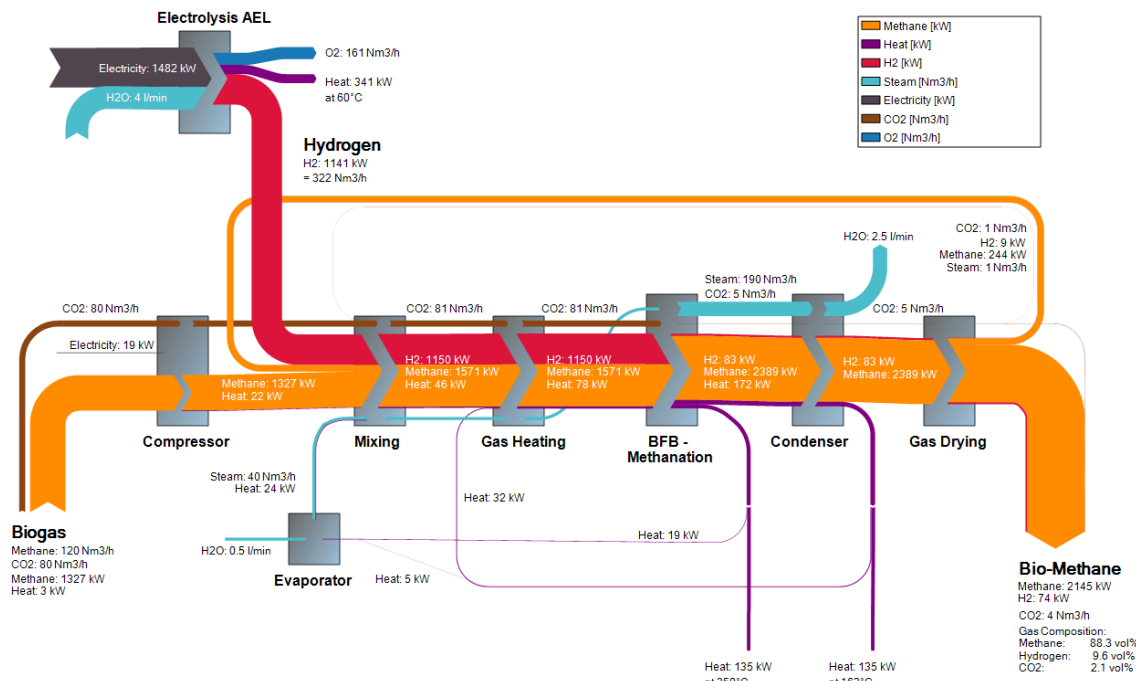 Electrolysis AEL
Electricity: 1482 kW
H2O: 4 l/min
O2: 161 Nm3/h
Heat: 341 kW
at 60°C
Methane [kW]
Heat [kW]
H2 [kW]
Steam [Nm3/h]
Electricity [kW]
CO2 [Nm3/h]
O2 [Nm3/h]
Hydrogen
H2: 1141 kW
= 322 Nm3/h
CO2: 1 Nm3/h
H2: 9 kW
Methane: 244 kW
Steam: 1 Nm3/h
H2O: 2.5 l/min
Steam: 190 Nm3/h
CO2: 5 Nm3/h
CO2: 80 Nm3/h
CO2: 81 Nm3/h
CO2: 81 Nm3/h
CO2: 5 Nm3/h
Electricity: 19 kW
Methane: 1327 kW
Heat: 22 kW
H2: 1150 kW
Methane: 1571 kW
Heat: 46 kW
H2: 1150 kW
Methane: 1571 kW
Heat: 78 kW
H2: 83 kW
Methane: 2389 kW
Heat: 172 kW
H2: 83 kW
Methane: 2389 kW
Compressor
Mixing
Gas Heating
BFB -
Methanation
Condenser
Gas Drying
Steam: 40 Nm3/h
Heat: 24 kW
Heat: 32 kW
Heat: 19 kW
H2O: 0.5 l/min
Evaporator
Heat: 5 kW
Biogas
Methane: 120 Nm3/h
CO2: 80 Nm3/h
Methane: 1327 kW
Heat: 3 kW
Bio-Methane
Methane: 2145 kW
H2: 74 kW
CO2: 4 Nm3/h
Gas Composition:
Methane: 88.3 vol%
Hydrogen: 9.6 vol%
CO2: 2.1 vol%
Heat: 135 kW
Heat: 135 kW